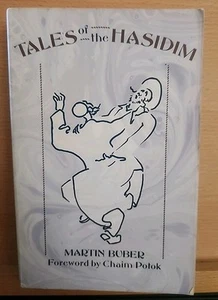 TALES of
the HASIDIM
MARTIN BUBER
Foreword by Chaim Potok